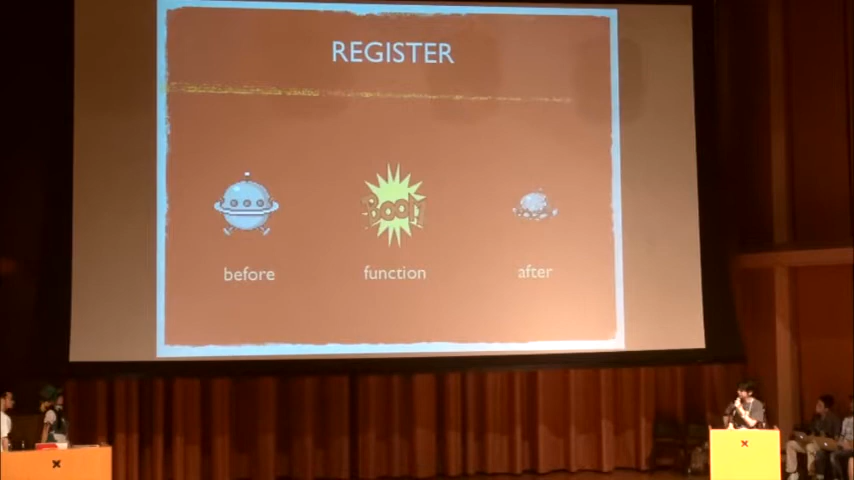 REGISTER
BOOM
before
function
after